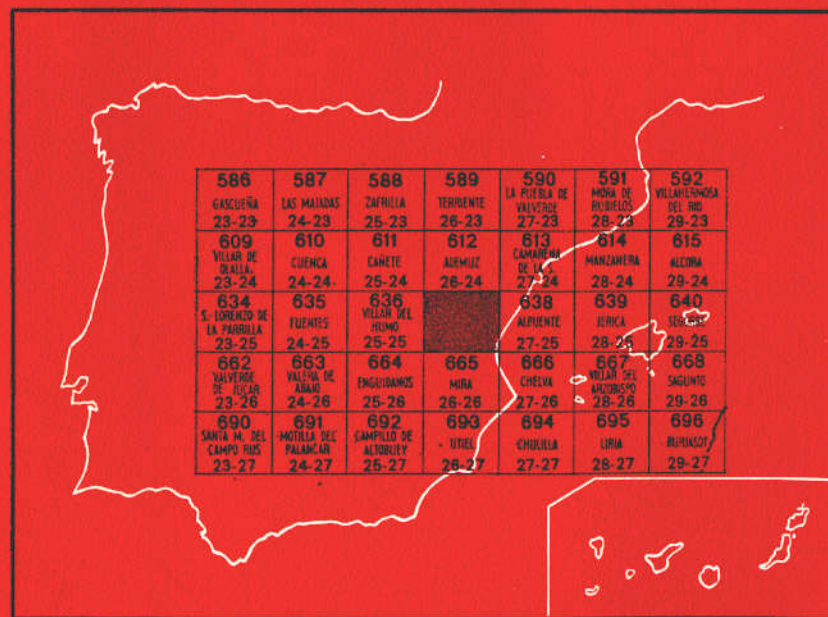 586
GASCUEÑA
23-23
587
LAS MAJADAS
24-23
588
ZAFRILLA
25-23
589
TERRIENTE
26-23
590
LA PUEBLA DE
VALVERDE
27-23
591
MORA DE
RUBIELOS
28-23
592
VILLAHERMOSA
DEL RIO
29-23
609
VILLAR DE
OLALLA.
23-24
610
CUENCA
24-24
611
CAÑETE
25-24
612
ADEMUZ
26-24
613
CAMARENA
DE LA S.
27-24
614
MANZANERA
28-24
615
ALCORA
29-24
634
S. LORENZO DE
LA PARRILLA
23-25
635
FUENTES
24-25
636
VILLAR DEL
HUMO
25-25
638
ALPUENTE
27-25
639
JERICA
28-25
640
SEGORBE
29-25
662
VALVERDE
DE JUCAR
23-26
663
VALERA DE
ABAJO
24-26
664
ENGUIDANOS
25-26
665
MIRA
26-26
666
CHELVA
27-26
667
VILLAR DEL
ARZOBISPO
28-26
668
SAGUNTO
29-26
690
SANTA M. DEL
CAMPO RUS
23-27
691
MOTILLA DEL
PALANCAR
24-27
692
CAMPILLO DE
ALTOBUEY
25-27
693
UTIEL
26-27
694
CHULILLA
27-27
695
LIRIA
28-27
696
BURJASOT
29-27